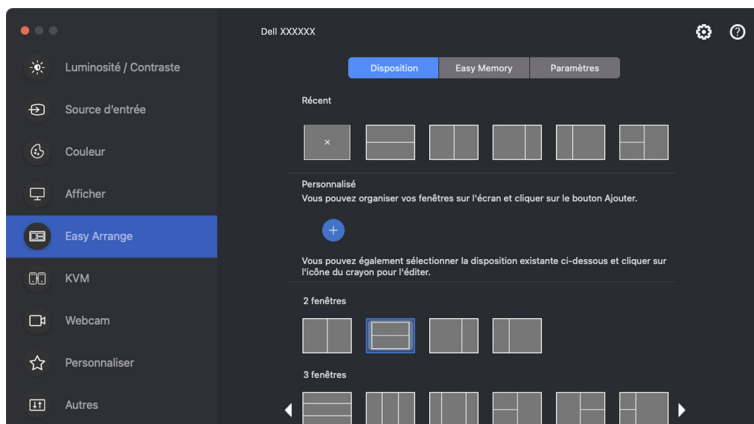 Dell XXXXXX
Luminosité / Contraste
Source d'entrée
Couleur
Afficher
Easy Arrange
KVM
Webcam
Personnaliser
Autres
Disposition
Easy Memory
Paramètres
Récent
Personnalisé
Vous pouvez organiser vos fenêtres sur l'écran et cliquer sur le bouton Ajouter.
Vous pouvez également sélectionner la disposition existante ci-dessous et cliquer sur
l'icône du crayon pour l'éditer.
2 fenêtres
3 fenêtres